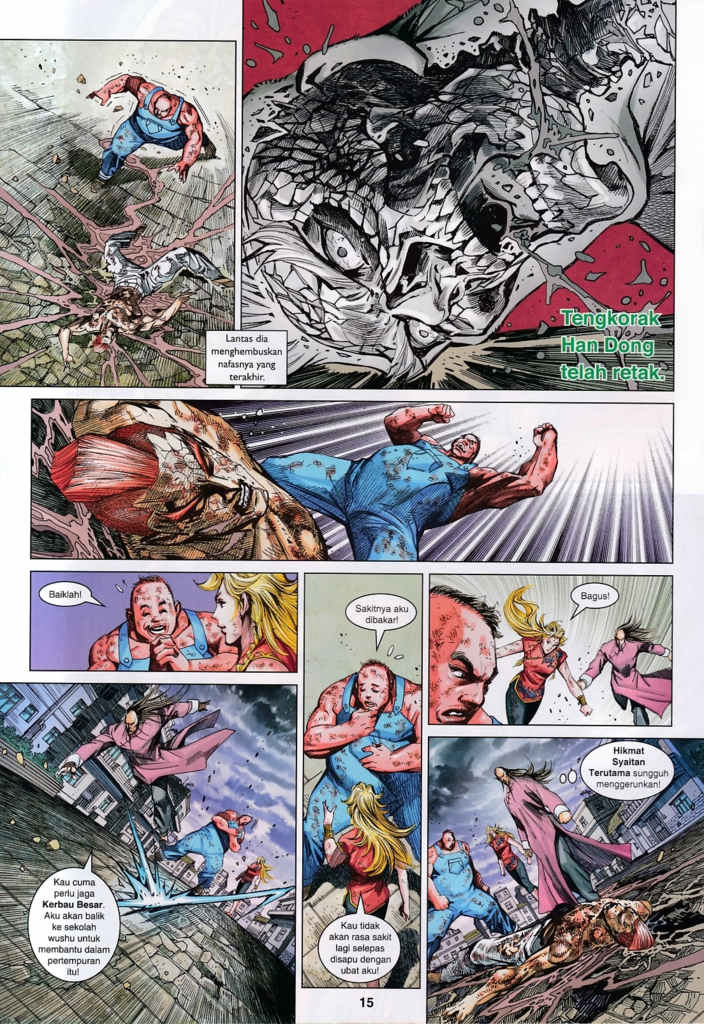 Tengkorak
Han Dong
telah retak.
Lantas dia
menghembuskan
nafasnya yang
terakhir.
Bagus!
Hikmat
Syaitan
Terutama sungguh
menggerunkan!
Sakitnya aku
dibakar!
Kau tidak
akan rasa sakit
lagi selepas
disapu dengan
ubat aku!
Baiklah!
Kau cuma
perlu jaga
Kerbau Besar.
Aku akan balik
ke sekolah
wushu untuk
membantu dalam
pertempuran
itu!
15